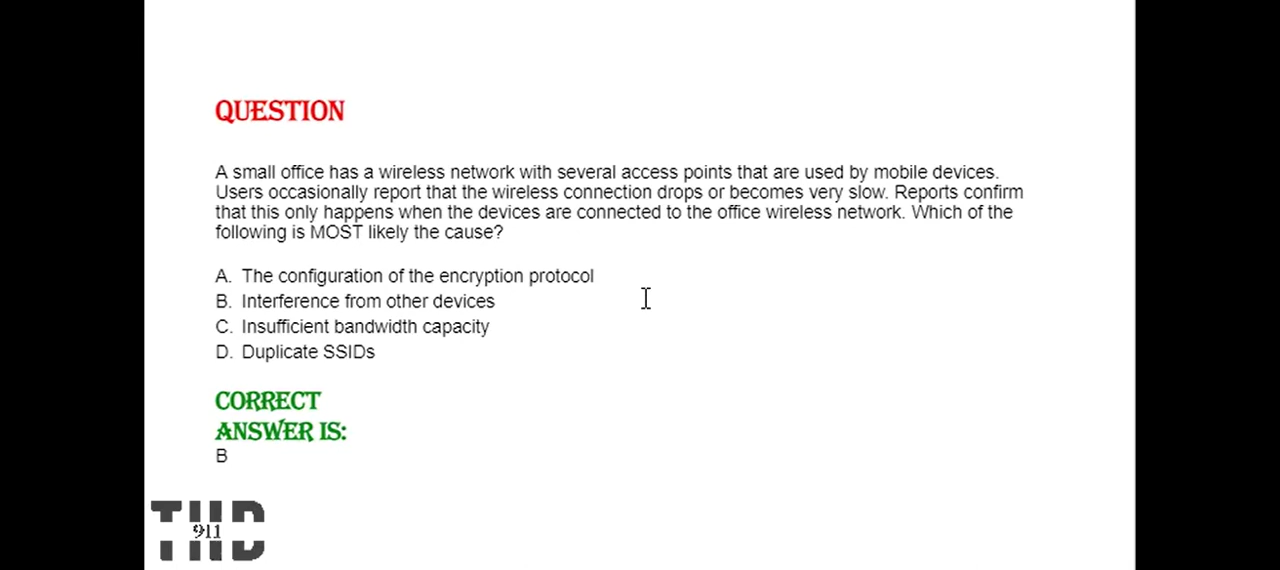 QUESTION
A small office has a wireless network with several access points that are used by mobile devices.
Users occasionally report that the wireless connection drops or becomes very slow. Reports confirm
that this only happens when the devices are connected to the office wireless network. Which of the
following is MOST likely the cause?
A. The configuration of the encryption protocol
B. Interference from other devices
C. Insufficient bandwidth capacity
D. Duplicate SSIDs
CORRECT
ANSWER IS:
B
THD
911